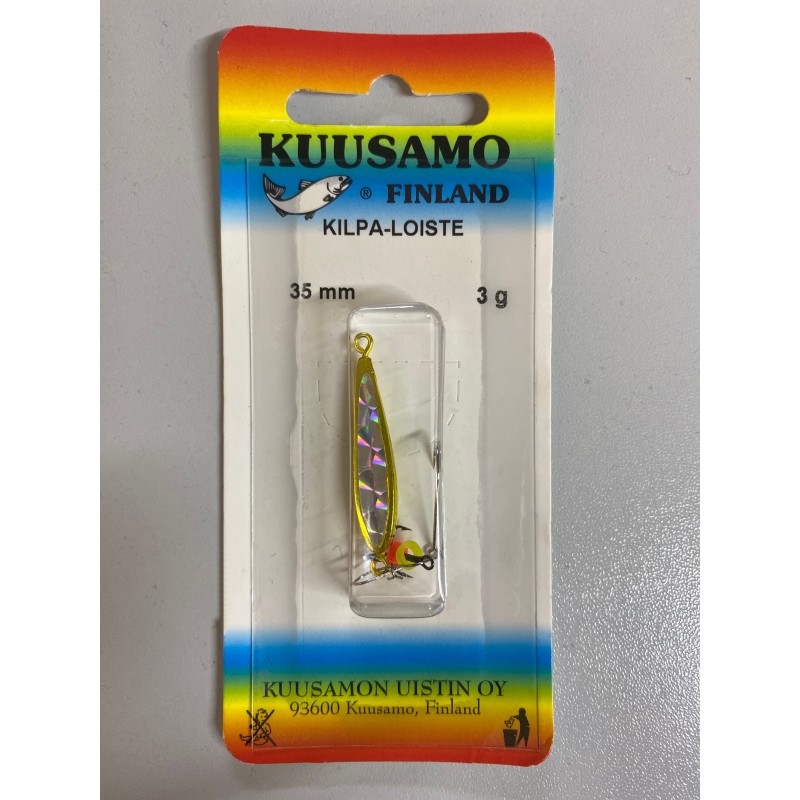 KUUSAMO
® FINLAND
KILPA-LOISTE
35 mm 3 g
KUUSAMON UISTIN OY
93600 Kuusamo, Finland